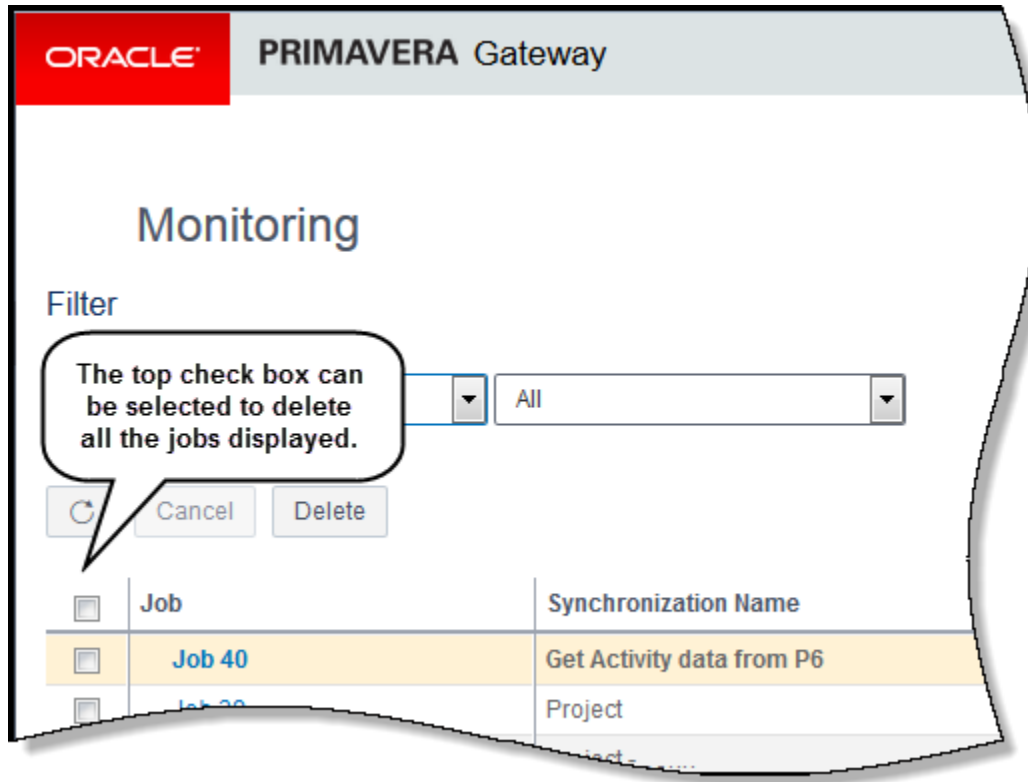 ORACLE®
PRIMAVERA Gateway
Monitoring
Filter
The top check box can
be selected to delete
all the jobs displayed.
All
Cancel
Delete
Job
Synchronization Name
Job 40
Get Activity data from P6
Project